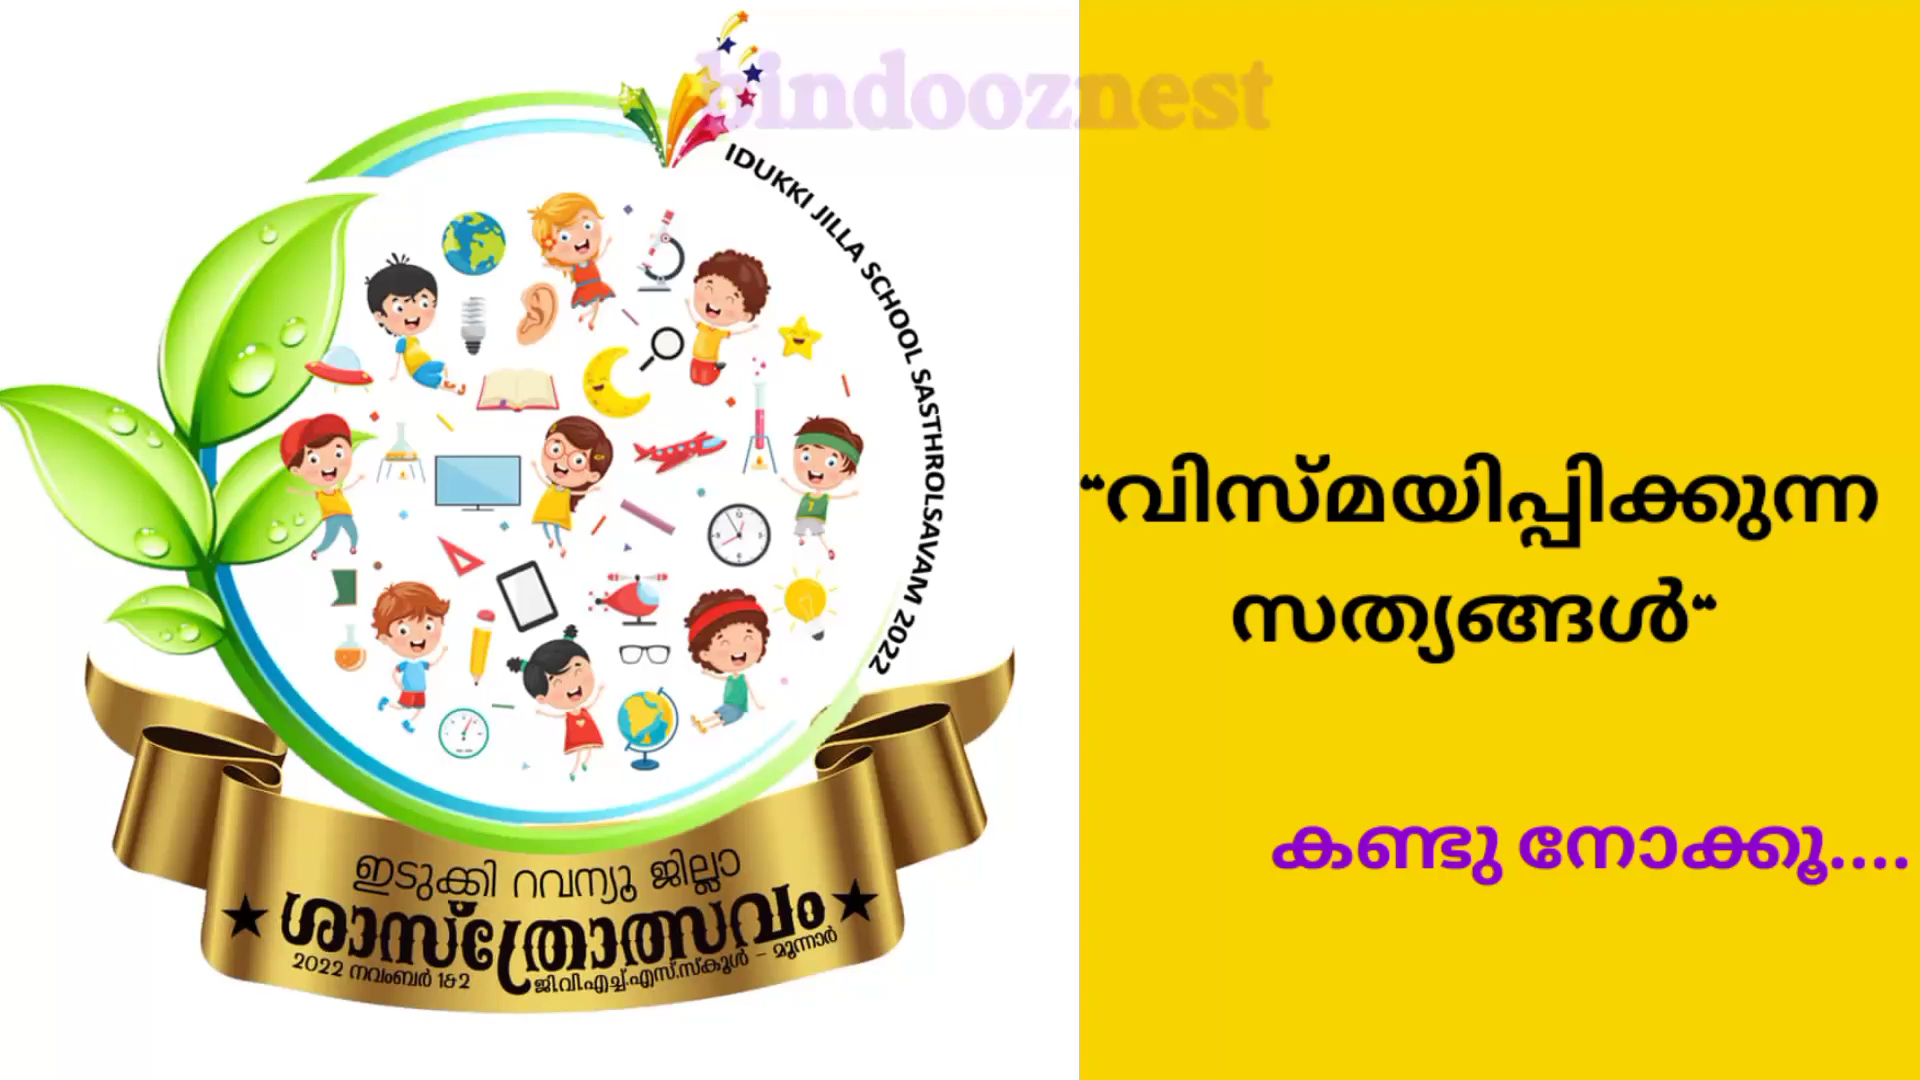 bindooznest
IDUKKI JILLA SCHOOL SASTHROLSAVAM 2022
ഇടുക്കി റവന്യൂ ജില്ലാ
ശാസ്ത്രോത്സവം
2022 നവംബർ 1&2
ജി.വി.എച്ച്.എസ്.സ്കൂൾ - മൂന്നാർ
“വിസ്മയിപ്പിക്കുന്ന
സത്യങ്ങൾ“
കണ്ടു നോക്കൂ....